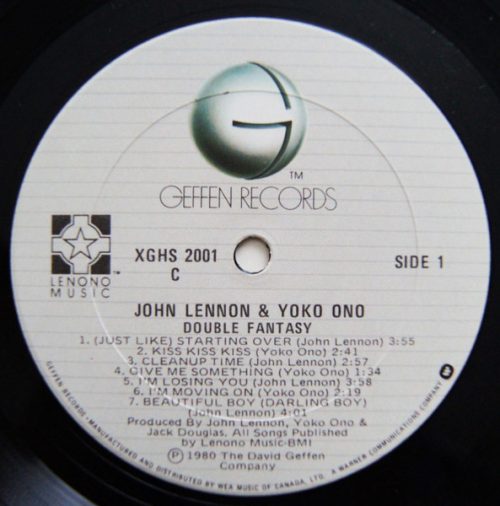 G
TM
GEFFEN RECORDS
XGHS 2001
C
SIDE 1
LENONO
MUSIC
TM
JOHN LENNON & YOKO ONO
DOUBLE FANTASY
1. (JUST LIKE) STARTING OVER (John Lennon) 3:55
2. KISS KISS KISS (Yoko Ono) 2:41
3. CLEANUP TIME (John Lennon) 2:57
4. GIVE ME SOMETHING (Yoko Ono) 1:34
5. I'M LOSING YOU (John Lennon) 3:58
6. I'M MOVING ON (Yoko Ono) 2:19
7. BEAUTIFUL BOY (DARLING BOY)
(John Lennon) 4:01
Produced By John Lennon, Yoko Ono &
Jack Douglas, All Songs Published
by Lenono Music-BMI
Ⓟ 1980 The David Geffen
Company
GEFFEN RECORDS • MANUFACTURED AND DISTRIBUTED BY WEA MUSIC OF CANADA, LTD. A WARNER COMMUNICATIONS COMPANY